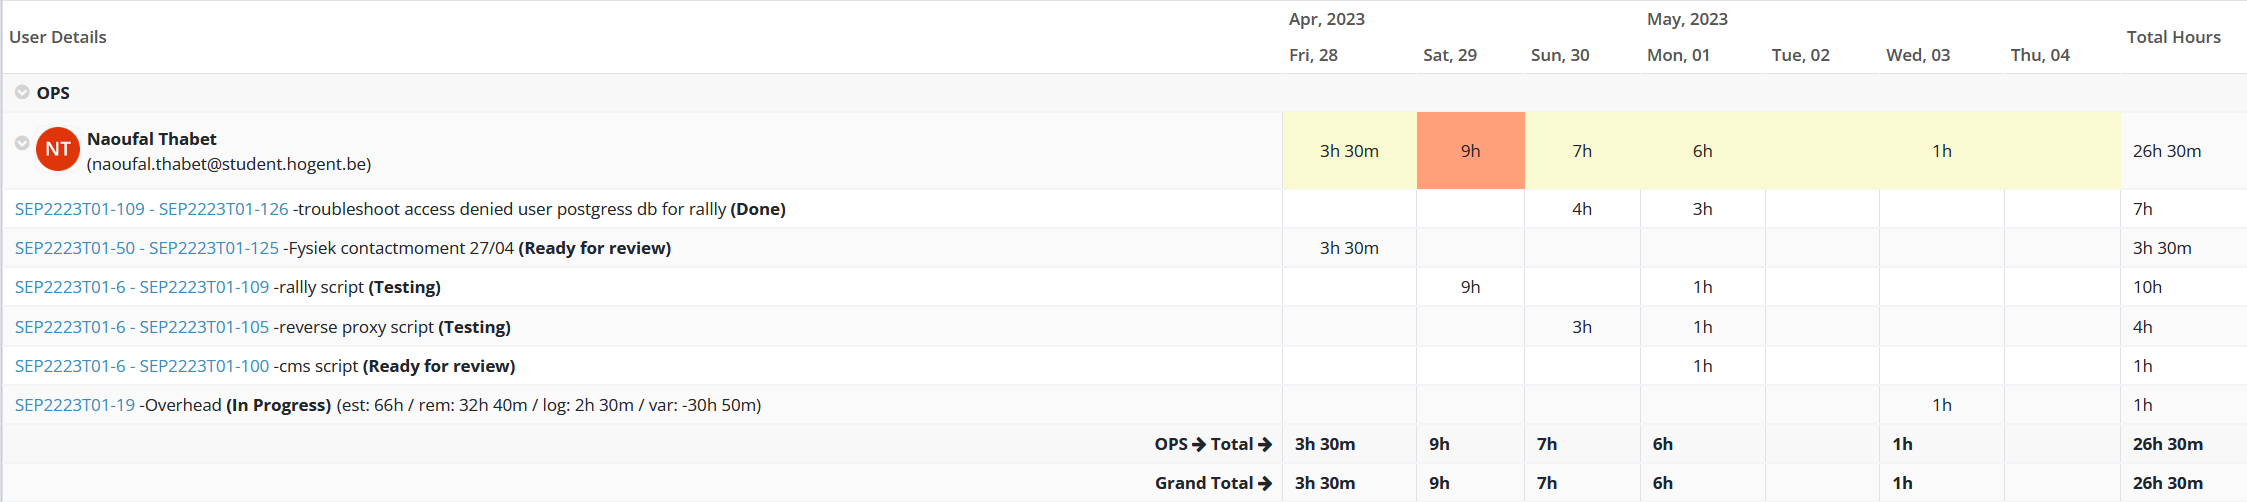 User Details Apr, 2023 May, 2023 Total Hours
Fri, 28 Sat, 29 Sun, 30 Mon, 01 Tue, 02 Wed, 03 Thu, 04
OPS
NT Naoufal Thabet
(naoufal.thabet@student.hogent.be) 3h 30m 9h 7h 6h 1h 26h 30m
SEP2223T01-109 - SEP2223T01-126 -troubleshoot access denied user postgress db for rallly (Done) 4h 3h 7h
SEP2223T01-50 - SEP2223T01-125 -Fysiek contactmoment 27/04 (Ready for review) 3h 30m 3h 30m
SEP2223T01-6 - SEP2223T01-109 -rallly script (Testing) 9h 1h 10h
SEP2223T01-6 - SEP2223T01-105 -reverse proxy script (Testing) 3h 1h 4h
SEP2223T01-6 - SEP2223T01-100 -cms script (Ready for review) 1h 1h
SEP2223T01-19 -Overhead (In Progress) (est: 66h / rem: 32h 40m / log: 2h 30m / var: -30h 50m) 1h 1h
OPS → Total → 3h 30m 9h 7h 6h 1h 26h 30m
Grand Total → 3h 30m 9h 7h 6h 1h 26h 30m